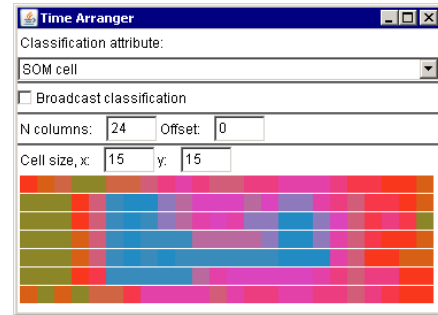 Time Arranger
Classification attribute:
SOM cell
Broadcast classification
N columns: 24 Offset: 0
Cell size, x: 15 y: 15